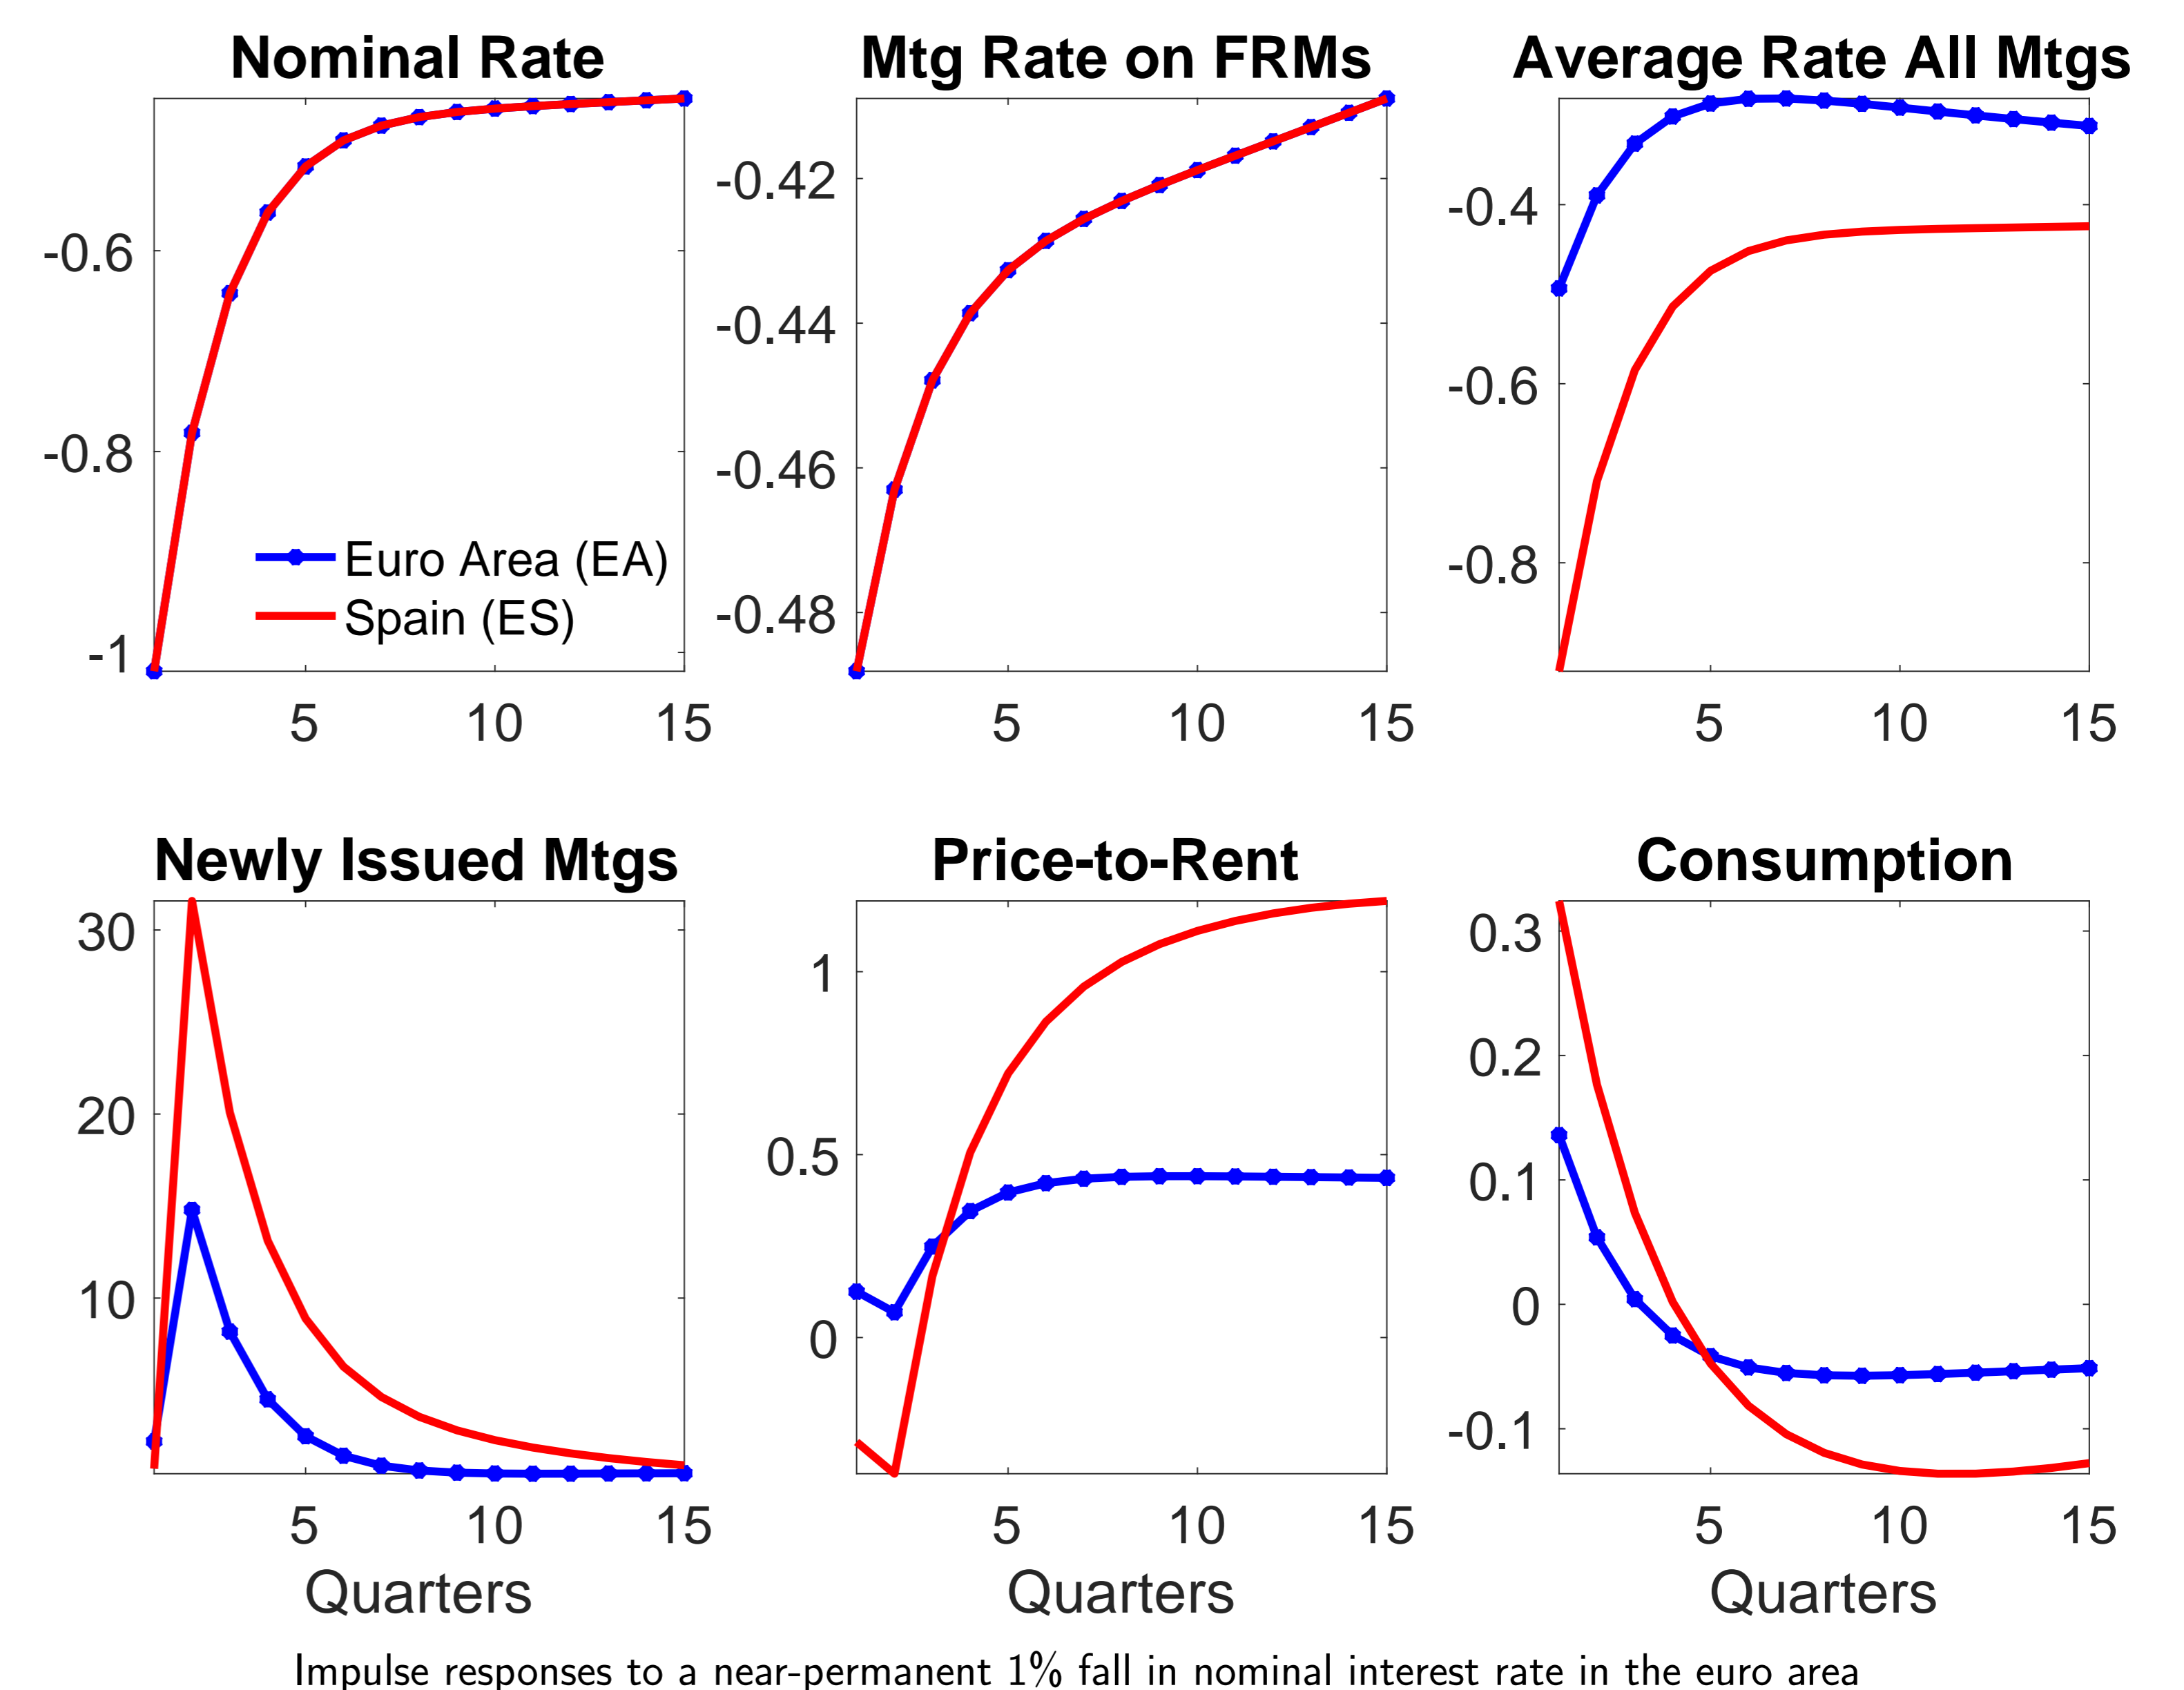 Nominal Rate
-0.6
-0.8
-1
5 10 15
Euro Area (EA)
Spain (ES)
Mtg Rate on FRMs
-0.42
-0.44
-0.46
-0.48
5 10 15
Average Rate All Mtgs
-0.4
-0.6
-0.8
5 10 15
Newly Issued Mtgs
30
20
10
5 10 15
Quarters
Price-to-Rent
1
0.5
0
5 10 15
Quarters
Consumption
0.3
0.2
0.1
0
-0.1
5 10 15
Quarters
Impulse responses to a near-permanent 1% fall in nominal interest rate in the euro area